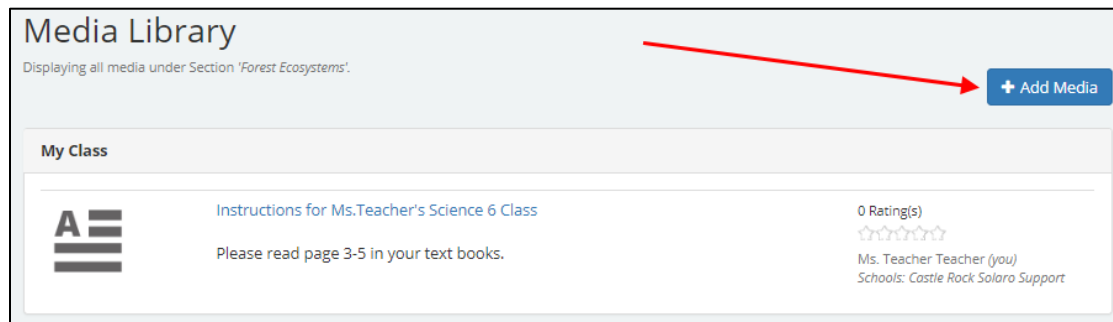 Media Library
Displaying all media under Section 'Forest Ecosystems'.
+ Add Media
My Class
A
Instructions for Ms.Teacher's Science 6 Class
Please read page 3-5 in your text books.
0 Rating(s)
Ms. Teacher Teacher (you)
Schools: Castle Rock Solaro Support